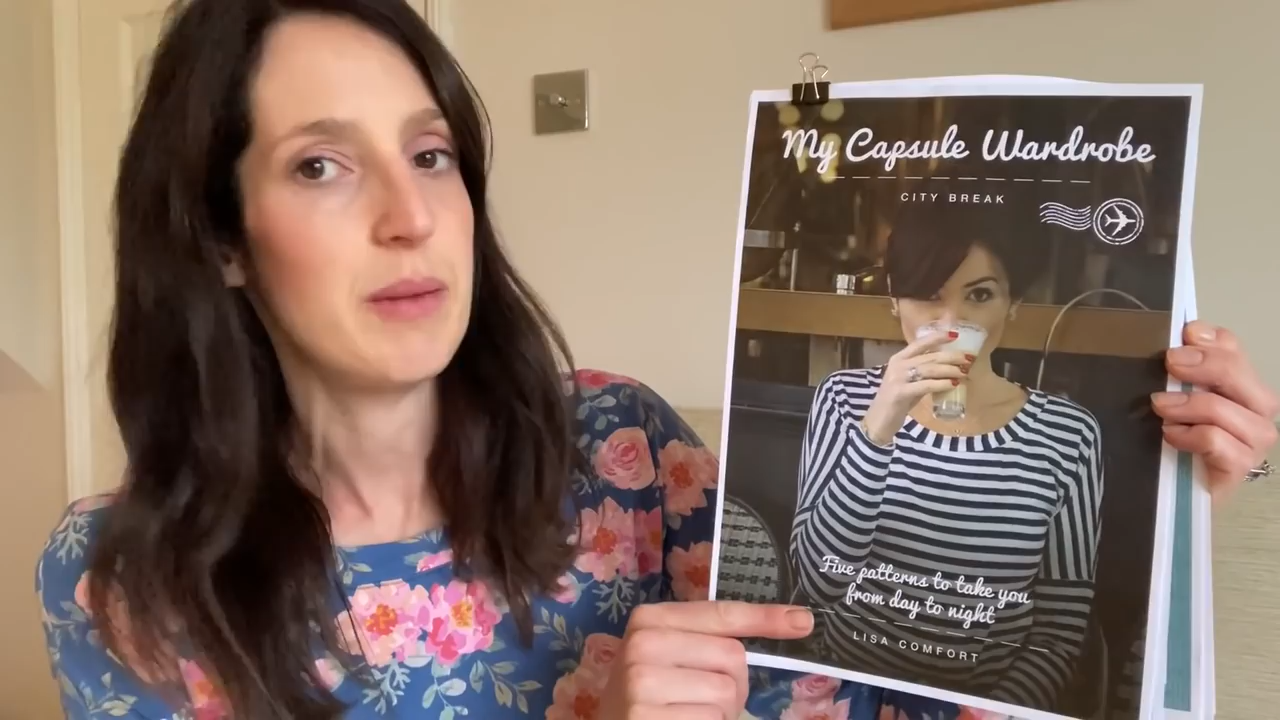 My Capsule Wardrobe
CITY BREAK
Five patterns to take you
from day to night
LISA COMFORT